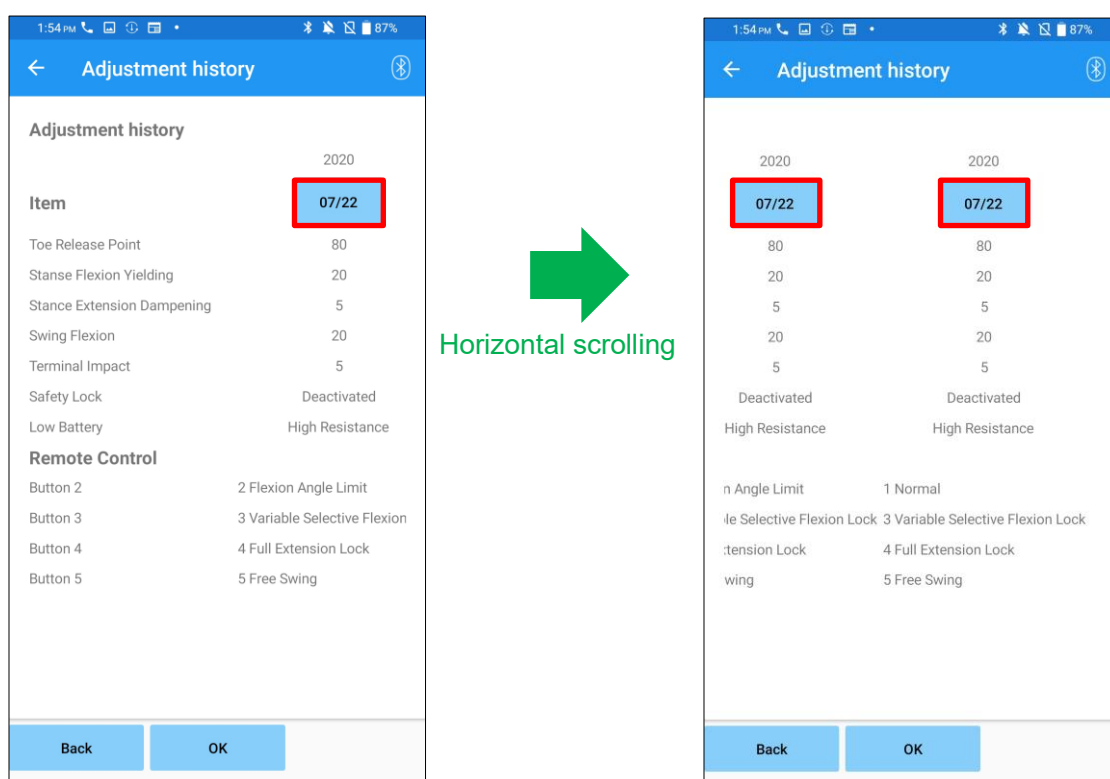 1:54 PM 87%
Adjustment history
Adjustment history
2020
Item 07/22
Toe Release Point 80
Stanse Flexion Yielding 20
Stance Extension Dampening 5
Swing Flexion 20
Terminal Impact 5
Safety Lock Deactivated
Low Battery High Resistance
Remote Control
Button 2 2 Flexion Angle Limit
Button 3 3 Variable Selective Flexion
Button 4 4 Full Extension Lock
Button 5 5 Free Swing
Back OK
Horizontal scrolling
1:54 PM 87%
Adjustment history
2020 2020
07/22 07/22
80 80
20 20
5 5
20 20
5 5
Deactivated Deactivated
High Resistance High Resistance
n Angle Limit 1 Normal
le Selective Flexion Lock 3 Variable Selective Flexion Lock
tension Lock 4 Full Extension Lock
wing 5 Free Swing
Back OK